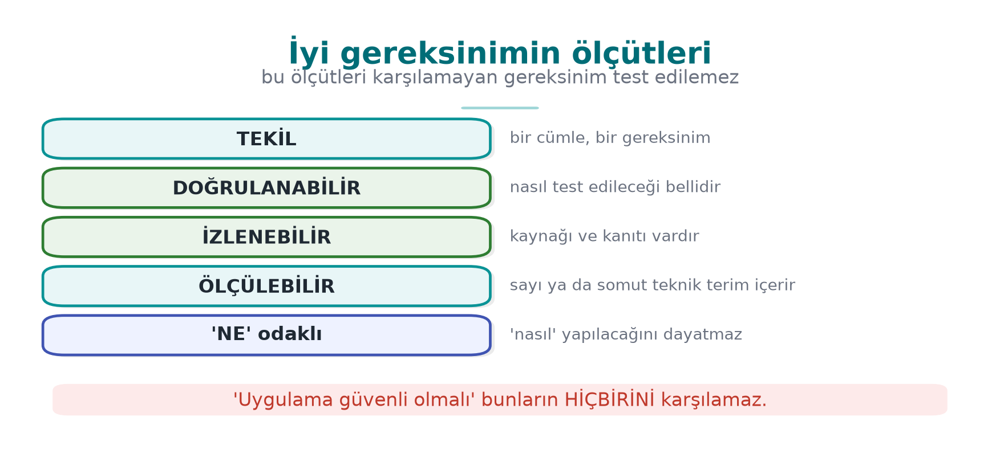 İyi gereksinimin ölçütleri
bu ölçütleri karşılamayan gereksinim test edilemez
TEKİL
bir cümle, bir gereksinim
DOĞRULANABİLİR
nasıl test edileceği bellidir
İZLENEBİLİR
kaynağı ve kanıtı vardır
ÖLÇÜLEBİLİR
sayı ya da somut teknik terim içerir
'NE' odaklı
'nasıl' yapılacağını dayatmaz
'Uygulama güvenli olmalı' bunların HİÇBİRİNİ karşılamaz.